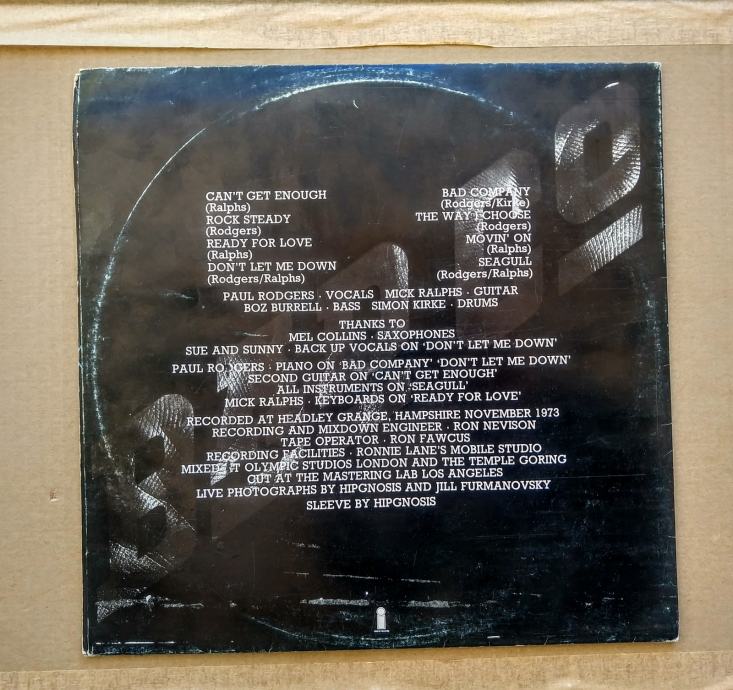 CAN'T GET ENOUGH
(Ralphs)
ROCK STEADY
(Rodgers)
READY FOR LOVE
(Ralphs)
DON'T LET ME DOWN
(Rodgers/Ralphs)
BAD COMPANY
(Rodgers/Kirke)
THE WAY I CHOOSE
(Rodgers)
MOVIN' ON
(Ralphs)
SEAGULL
(Rodgers/Ralphs)
PAUL RODGERS · VOCALS MICK RALPHS · GUITAR
BOZ BURRELL · BASS SIMON KIRKE · DRUMS
THANKS TO
MEL COLLINS · SAXOPHONES
SUE AND SUNNY · BACK UP VOCALS ON 'DON'T LET ME DOWN'
PAUL RODGERS · PIANO ON 'BAD COMPANY' 'DON'T LET ME DOWN'
SECOND GUITAR ON 'CAN'T GET ENOUGH'
ALL INSTRUMENTS ON 'SEAGULL'
MICK RALPHS · KEYBOARDS ON 'READY FOR LOVE'
RECORDED AT HEADLEY GRANGE, HAMPSHIRE NOVEMBER 1973
RECORDING AND MIXDOWN ENGINEER · RON NEVISON
TAPE OPERATOR · RON FAWCUS
RECORDING FACILITIES · RONNIE LANE'S MOBILE STUDIO
MIXED AT OLYMPIC STUDIOS LONDON AND THE TEMPLE GORING
CUT AT THE MASTERING LAB LOS ANGELES
LIVE PHOTOGRAPHS BY HIPGNOSIS AND JILL FURMANOVSKY
SLEEVE BY HIPGNOSIS